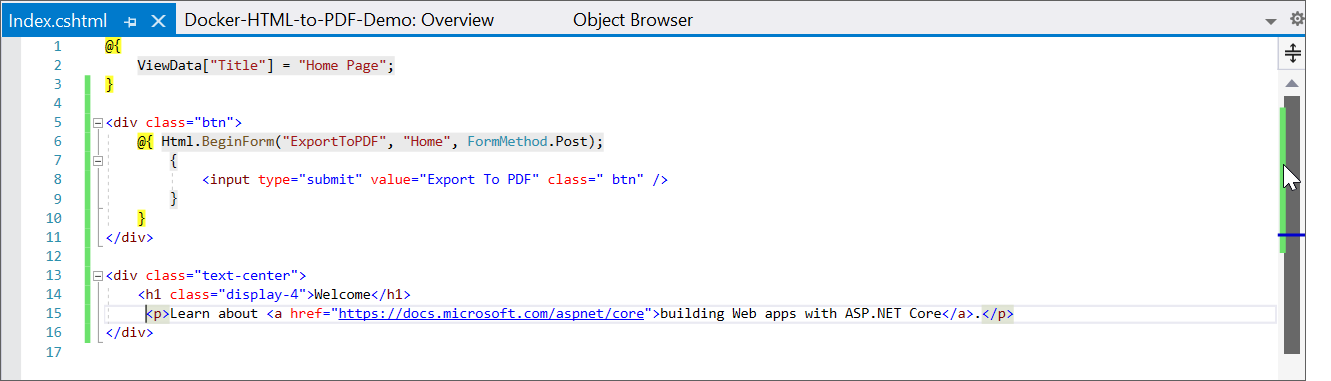 Index.cshtml Docker-HTML-to-PDF-Demo: Overview Object Browser
1 @{
2 ViewData["Title"] = "Home Page";
3 }
4
5 <div class="btn">
6 @{ Html.BeginForm("ExportToPDF", "Home", FormMethod.Post);
7 {
8 <input type="submit" value="Export To PDF" class=" btn" />
9 }
10 }
11 </div>
12
13 <div class="text-center">
14 <h1 class="display-4">Welcome</h1>
15 <p>Learn about <a href="https://docs.microsoft.com/aspnet/core">building Web apps with ASP.NET Core</a>.</p>
16 </div>
17